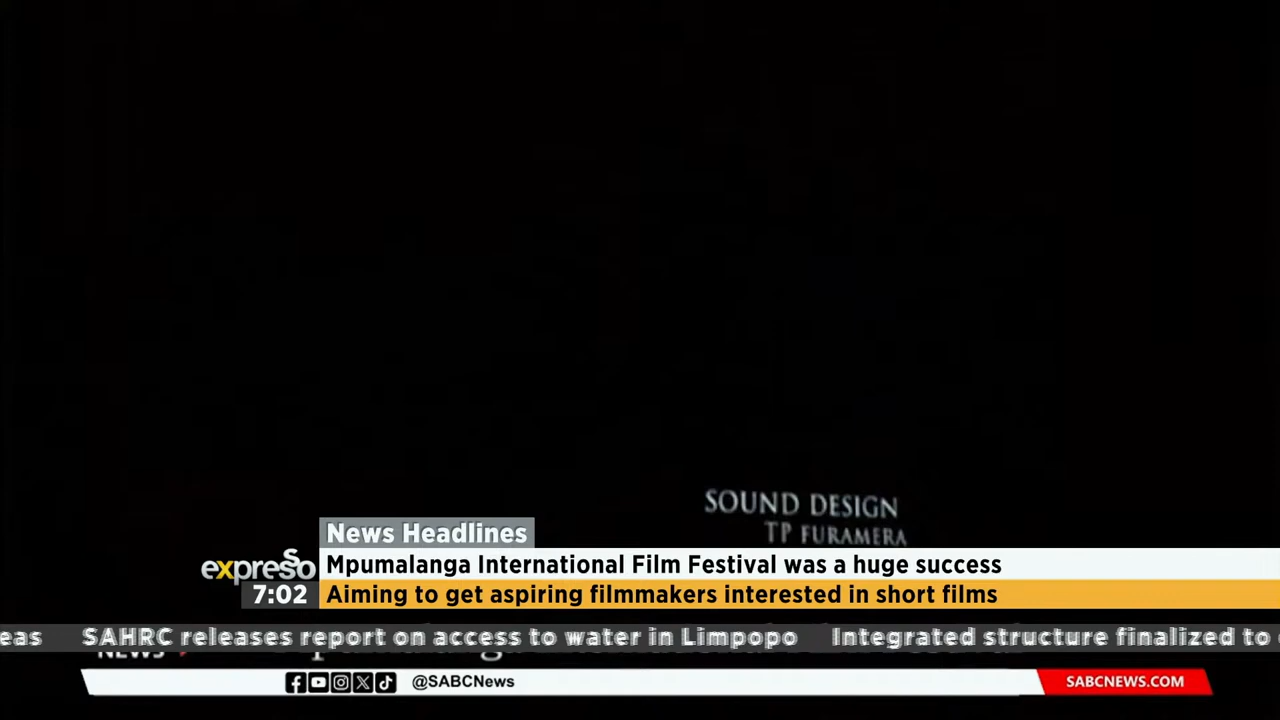 SOUND DESIGN
TP FURAMERA
News Headlines
expresso
Mpumalanga International Film Festival was a huge success
7:02
Aiming to get aspiring filmmakers interested in short films
eas SAHRC releases report on access to water in Limpopo Integrated structure finalized to
NEWS
@SABCNews
SABCNEWS.COM